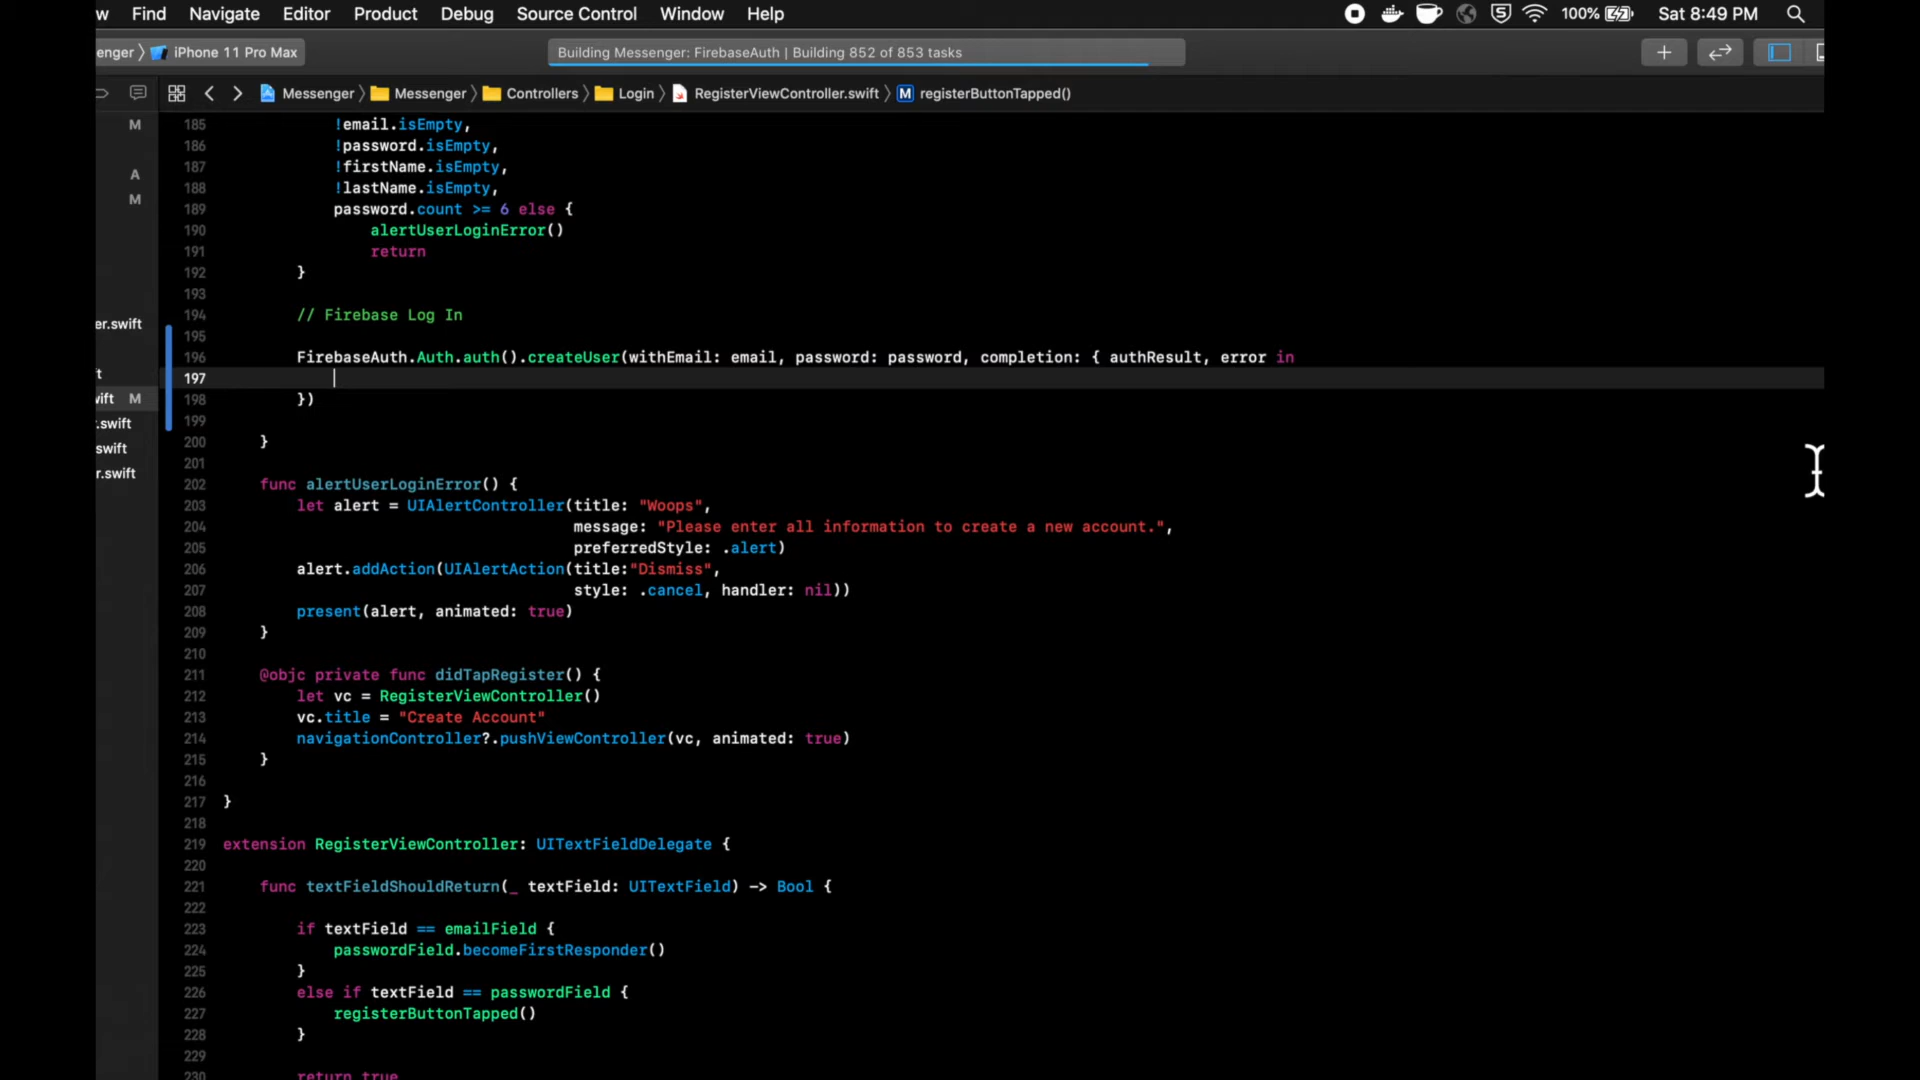 w Find Navigate Editor Product Debug Source Control Window Help 100% Sat 8:49 PM
enger iPhone 11 Pro Max Building Messenger: FirebaseAuth | Building 852 of 853 tasks
Messenger Messenger Controllers Login RegisterViewController.swift M registerButtonTapped()
M
A
M
er.swift
t
vift M
.swift
swift
r.swift
185 !email.isEmpty,
186 !password.isEmpty,
187 !firstName.isEmpty,
188 !lastName.isEmpty,
189 password.count >= 6 else {
190 alertUserLoginError()
191 return
192 }
193
194 // Firebase Log In
195
196 FirebaseAuth.Auth.auth().createUser(withEmail: email, password: password, completion: { authResult, error in
197
198 })
199
200 }
201
202 func alertUserLoginError() {
203 let alert = UIAlertController(title: "Woops",
204 message: "Please enter all information to create a new account.",
205 preferredStyle: .alert)
206 alert.addAction(UIAlertAction(title:"Dismiss",
207 style: .cancel, handler: nil))
208 present(alert, animated: true)
209 }
210
211 @objc private func didTapRegister() {
212 let vc = RegisterViewController()
213 vc.title = "Create Account"
214 navigationController?.pushViewController(vc, animated: true)
215 }
216
217 }
218
219 extension RegisterViewController: UITextFieldDelegate {
220
221 func textFieldShouldReturn(_ textField: UITextField) -> Bool {
222
223 if textField == emailField {
224 passwordField.becomeFirstResponder()
225 }
226 else if textField == passwordField {
227 registerButtonTapped()
228 }
229
230 return true